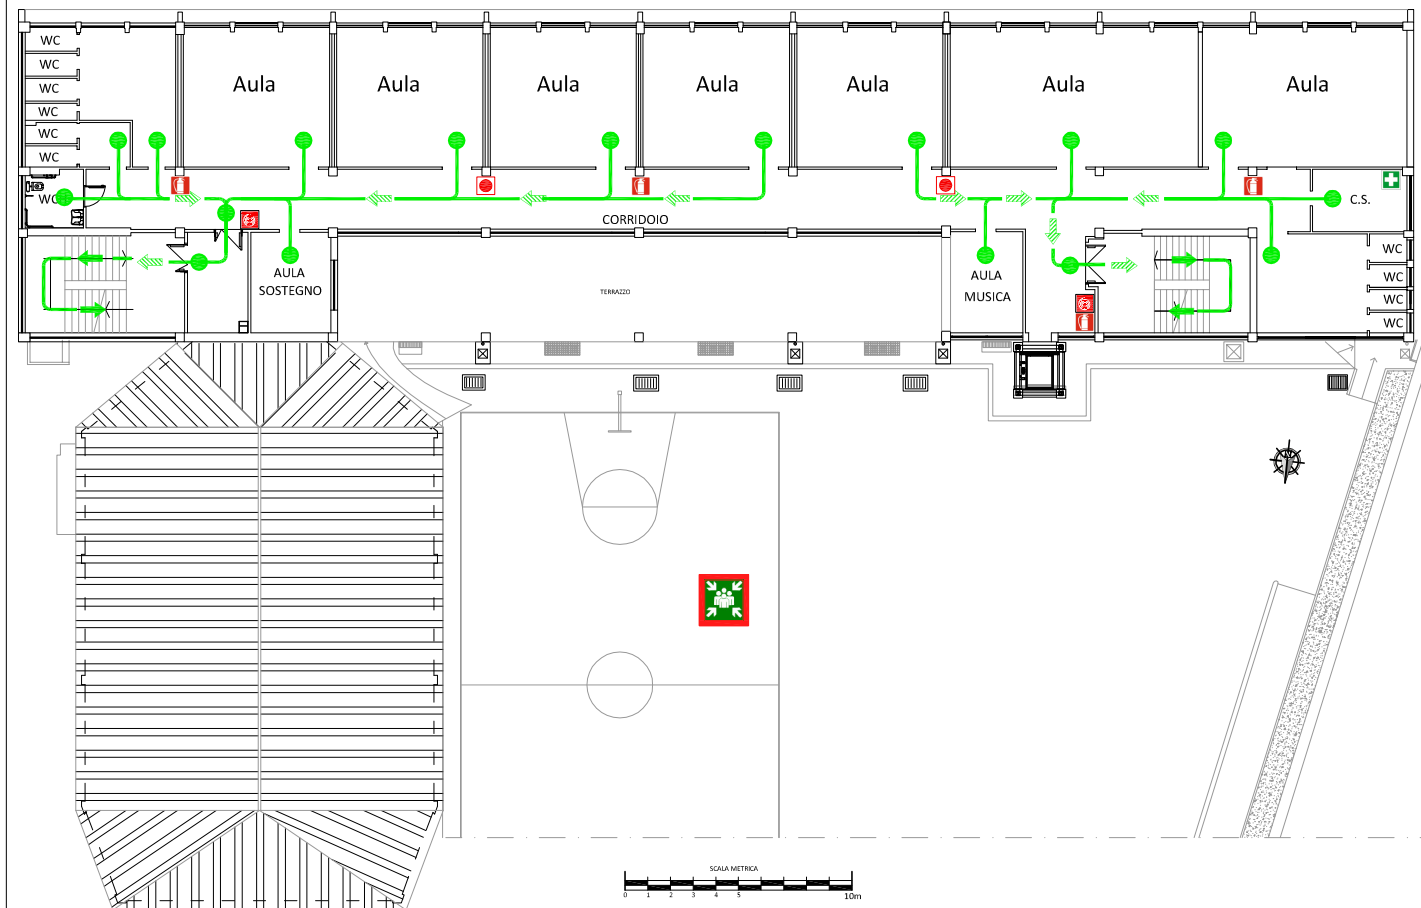 WC
WC
WC
WC
WC
WC
Aula
Aula
Aula
Aula
Aula
Aula
Aula
WC
C.S.
CORRIDOIO
AULA
SOSTEGNO
TERRAZZO
AULA
MUSICA
WC
WC
WC
WC
SCALA METRICA
0 1 2 3 4 5 10m